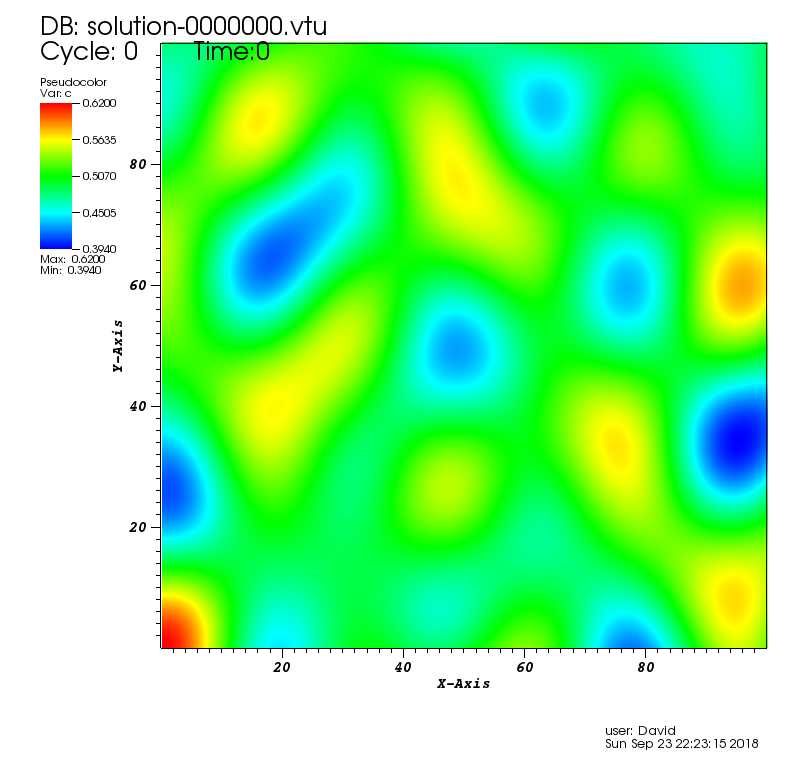 DB: solution-0000000.vtu
Cycle: 0 Time:0
Pseudocolor
Var: c
0.6200
0.5635
0.5070
0.4505
0.3940
Max: 0.6200
Min: 0.3940
80
60
40
20
Y-Axis
20 40 60 80
X-Axis
user: David
Sun Sep 23 22:23:15 2018